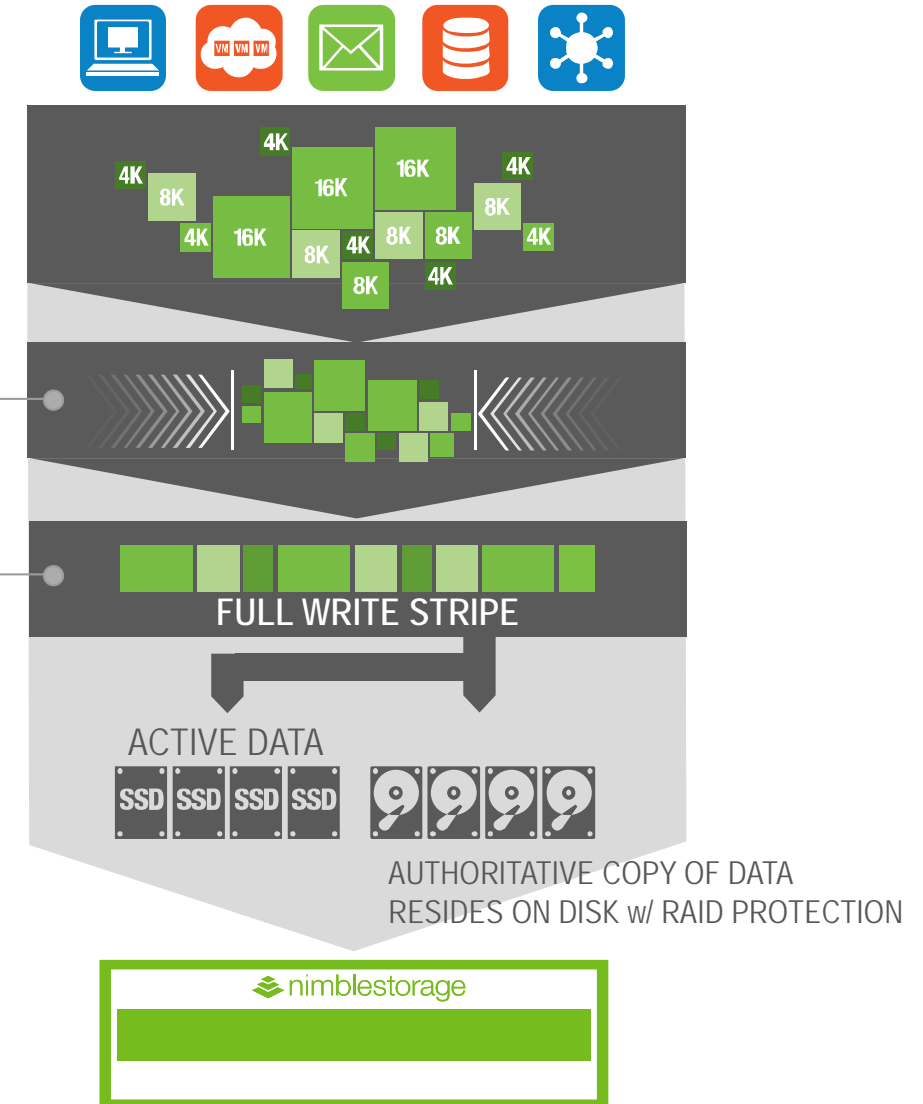 VM VM VM
4K
16K
4K
4K
8K
16K
8K
4K
16K
8K
4K
8K
8K
4K
8K
4K
FULL WRITE STRIPE
ACTIVE DATA
SSD SSD SSD SSD
AUTHORITATIVE COPY OF DATA
RESIDES ON DISK w/ RAID PROTECTION
nimblestorage